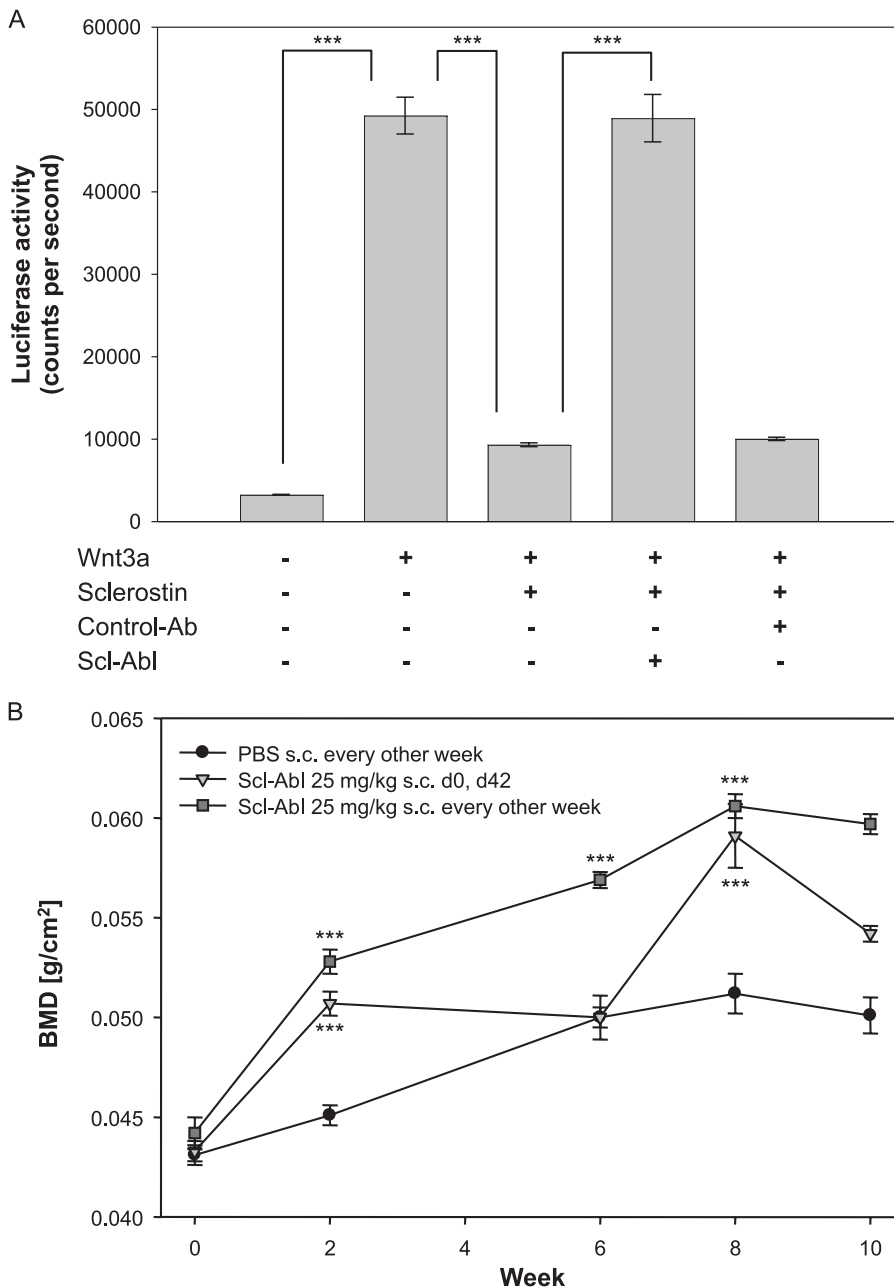 A
60000
*** *** ***
50000
40000
30000
20000
10000
0
Luciferase activity
(counts per second)
Wnt3a - + + + +
Sclerostin - - + + +
Control-Ab - - - - +
Scl-AbI - - - + -
B
0.065
PBS s.c. every other week
Scl-AbI 25 mg/kg s.c. d0, d42
Scl-AbI 25 mg/kg s.c. every other week
***
0.060
***
***
0.055
***
***
0.050
0.045
0.040
BMD [g/cm²]
0 2 4 6 8 10
Week